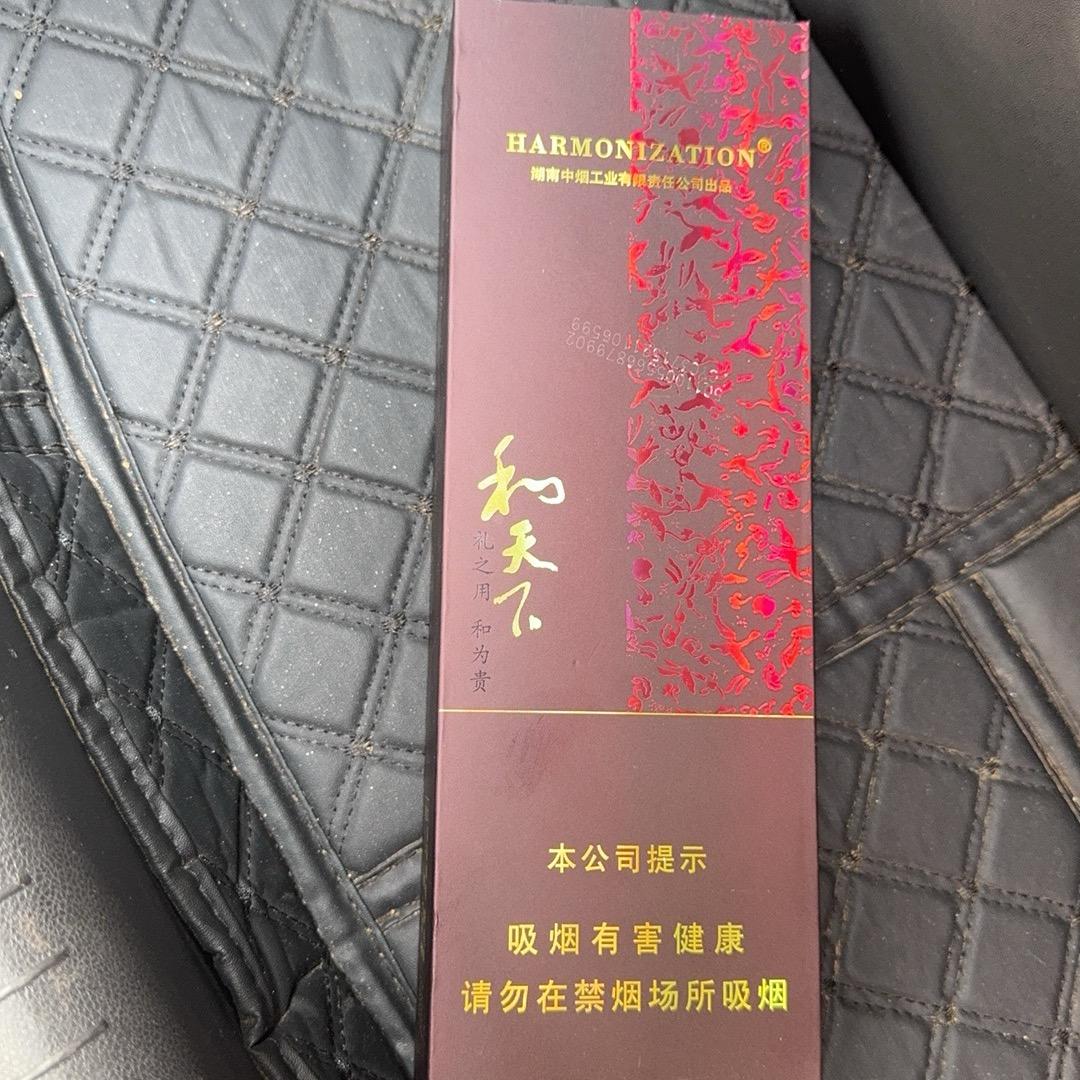 HARMONIZATION®
湖南中烟工业有限责任公司出品
和天下
礼之用 和为贵
本公司提示
吸烟有害健康
请勿在禁烟场所吸烟